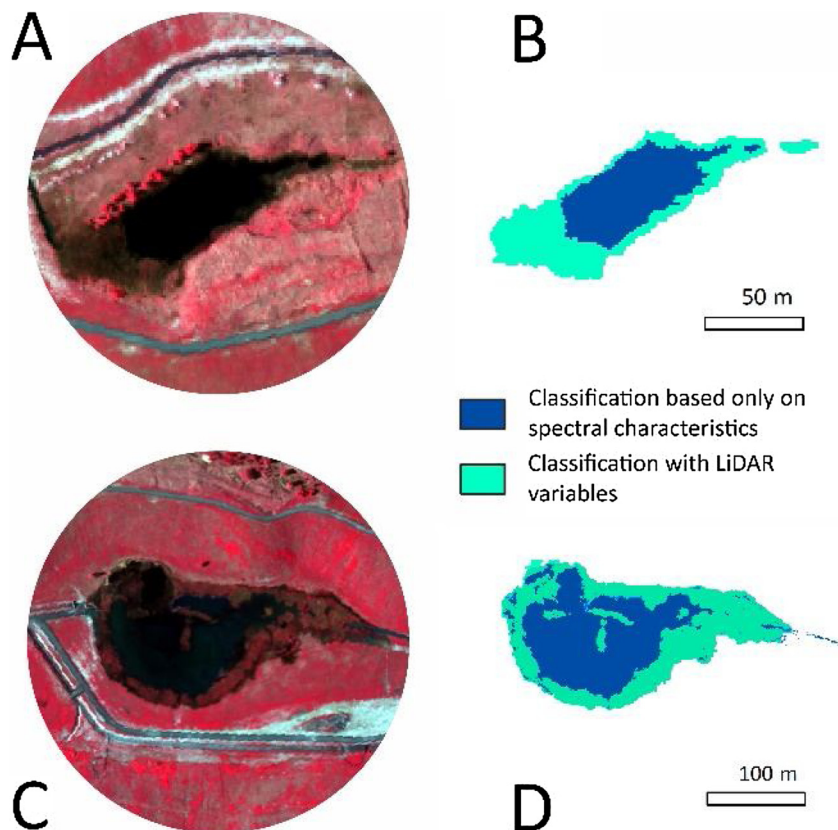 A
B
50 m
Classification based only on
spectral characteristics
Classification with LiDAR
variables
C
D
100 m